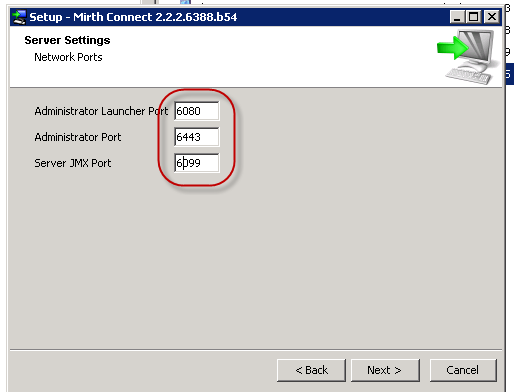 Setup - Mirth Connect 2.2.2.6388.b54
Server Settings
Network Ports
Administrator Launcher Port 6080
Administrator Port 6443
Server JMX Port 6099
< Back Next > Cancel